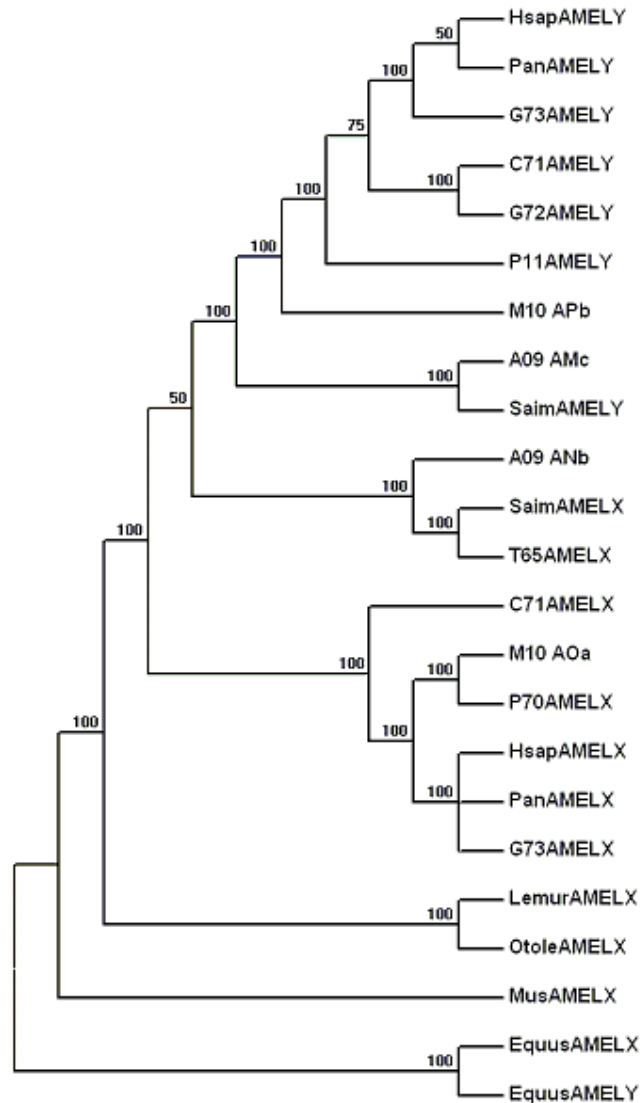 HsapAMELY
50
PanAMELY
100
G73AMELY
75
C71AMELY
100
G72AMELY
100
P11AMELY
100
M10 APb
100
A09 AMc
100
SaimAMELY
50
A09 ANb
100
SaimAMELX
100
T65AMELX
100
C71AMELX
100
M10 AOa
100
P70AMELX
100
HsapAMELX
100
PanAMELX
G73AMELX
100
LemurAMELX
100
OtoleAMELX
MusAMELX
EquusAMELX
100
EquusAMELY